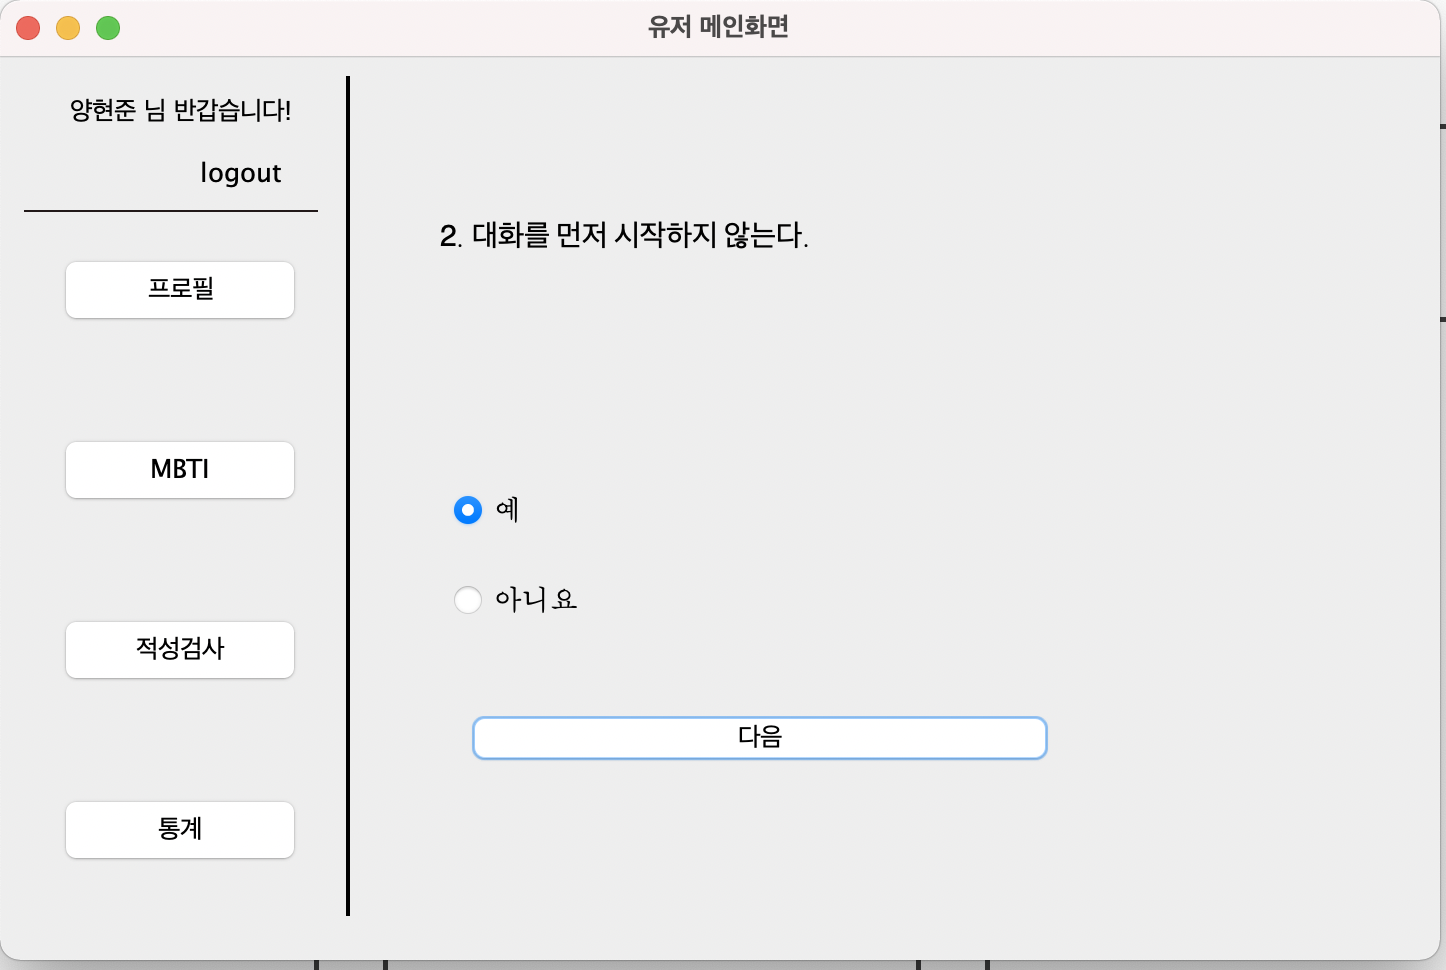 유저 메인화면
양현준 님 반갑습니다!
logout
프로필
MBTI
적성검사
통계
2. 대화를 먼저 시작하지 않는다.
예
아니요
다음